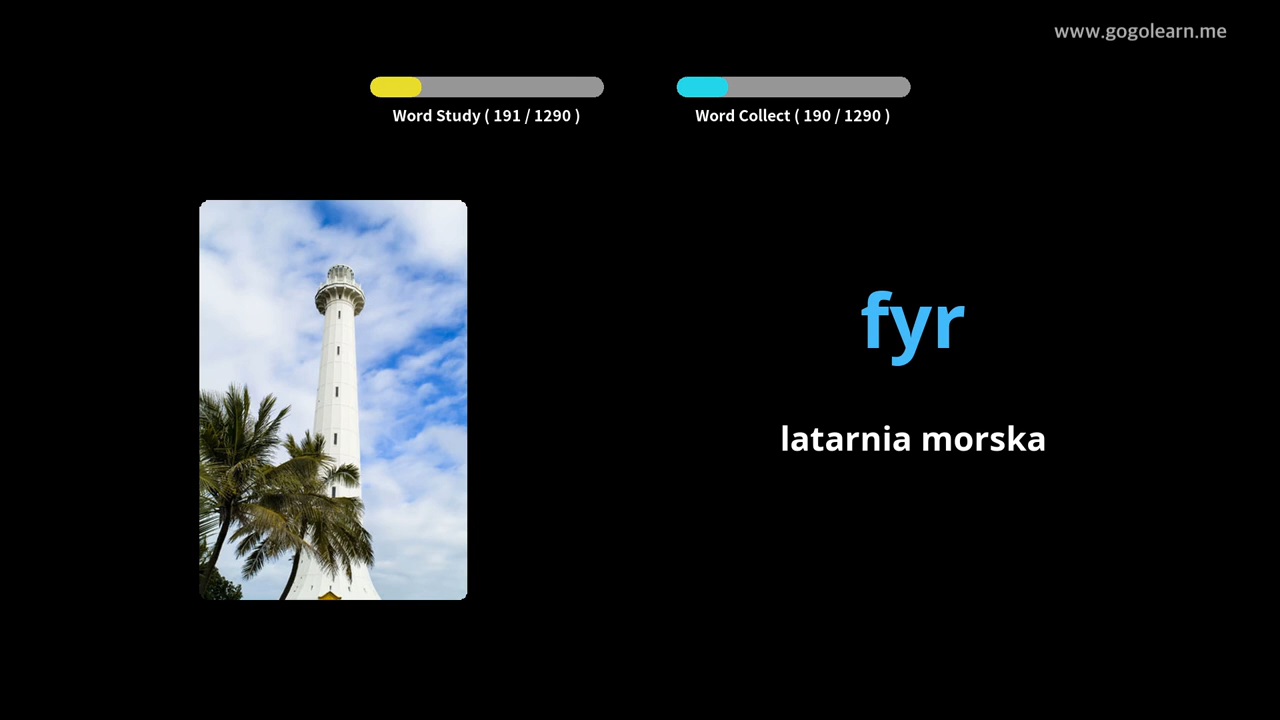 www.gogolearn.me
Word Study ( 191 / 1290 )
Word Collect ( 190 / 1290 )
fyr
latarnia morska